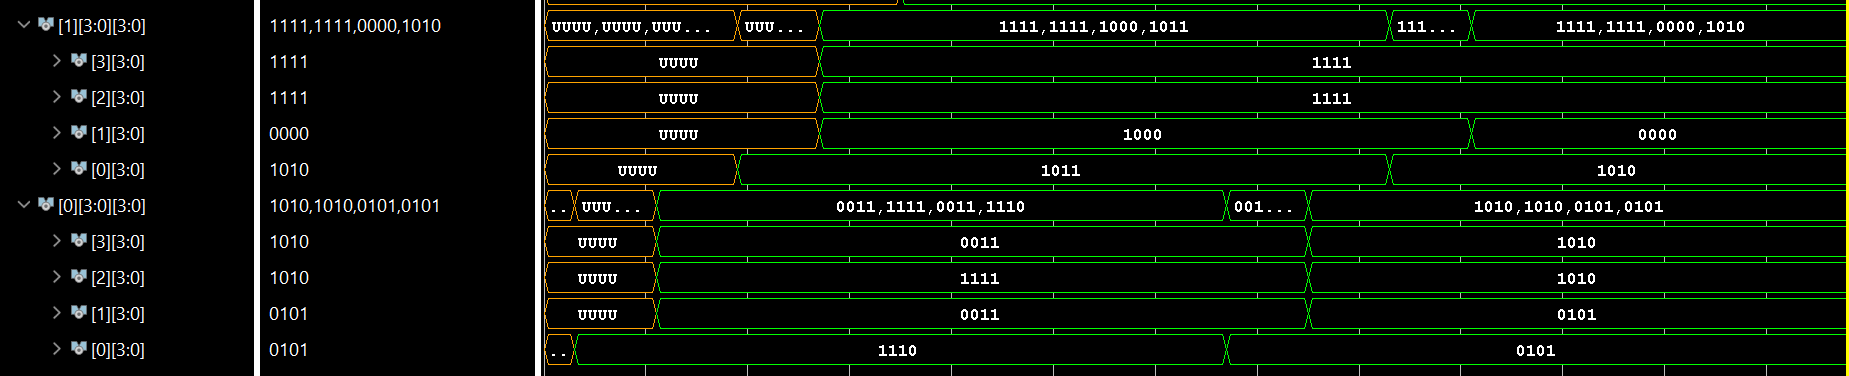 [1][3:0][3:0] 1111,1111,0000,1010 UUUU,UUUU,UUU... UUU... 1111,1111,1000,1011 111... 1111,1111,0000,1010
[3][3:0] 1111 UUUU 1111
[2][3:0] 1111 UUUU 1111
[1][3:0] 0000 UUUU 1000 0000
[0][3:0] 1010 UUUU 1011 1010
[0][3:0][3:0] 1010,1010,0101,0101 .. UUU... 0011,1111,0011,1110 001... 1010,1010,0101,0101
[3][3:0] 1010 UUUU 0011 1010
[2][3:0] 1010 UUUU 1111 1010
[1][3:0] 0101 UUUU 0011 0101
[0][3:0] 0101 .. 1110 0101